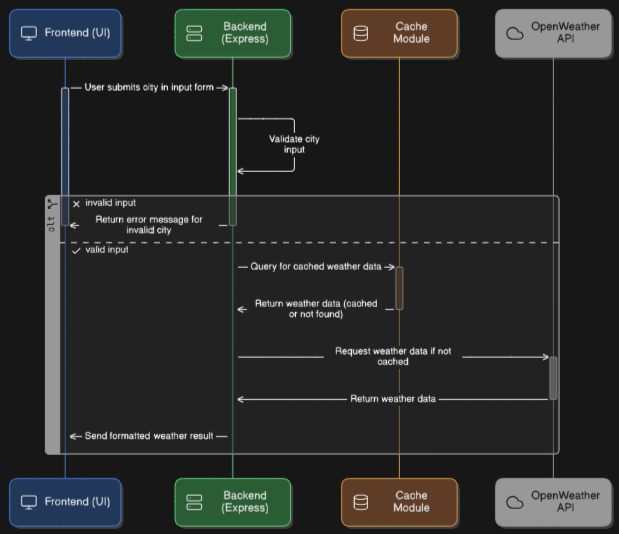 Frontend (UI)
Backend
(Express)
Cache
Module
OpenWeather
API
User submits city in input form
Validate city
input
alt
invalid input
Return error message for
invalid city
valid input
Query for cached weather data
Return weather data (cached
or not found)
Request weather data if not
cached
Return weather data
Send formatted weather result
Frontend (UI)
Backend
(Express)
Cache
Module
OpenWeather
API